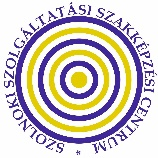 SZOLNOKI SZOLGÁLTATÁSI SZAKKÉPZÉSI CENTRUM
*